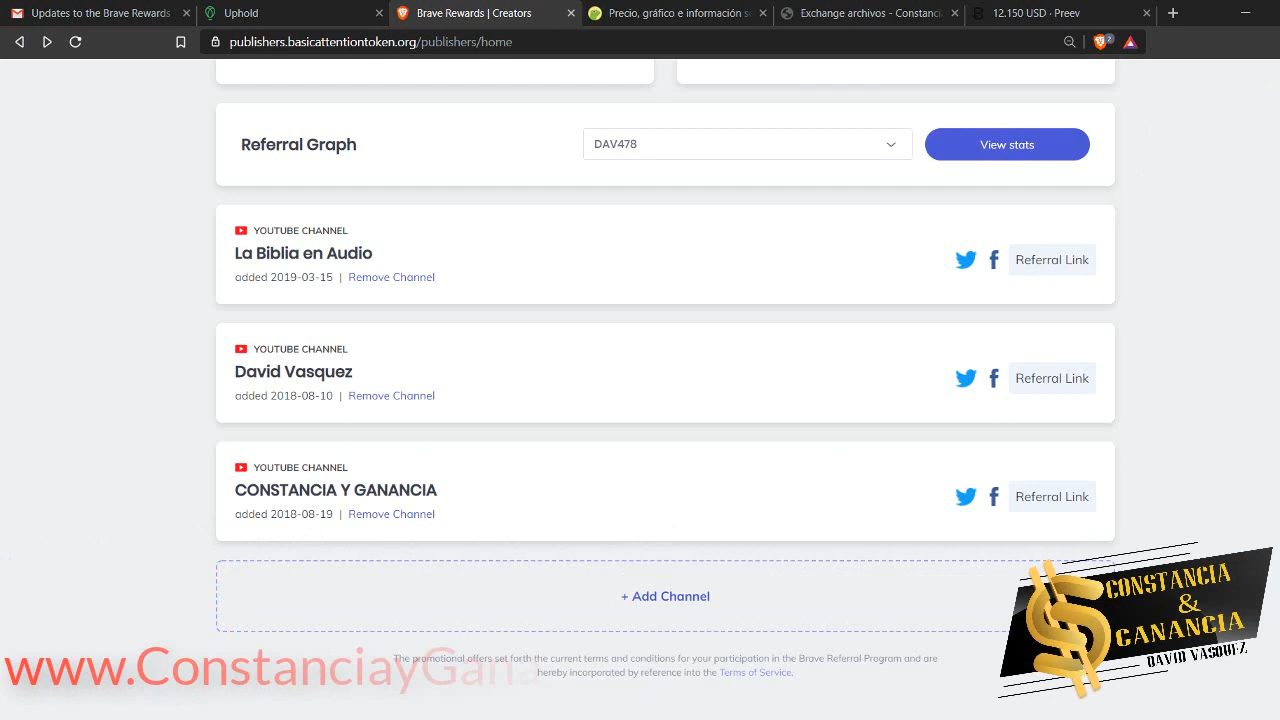 Updates to the Brave Rewards
Uphold
Brave Rewards | Creators
Precio, gráfico e información s
Exchange archivos - Constanci
12.150 USD · Preev
publishers.basicattentiontoken.org/publishers/home
2
Referral Graph
DAV478
View stats
YOUTUBE CHANNEL
La Biblia en Audio
added 2019-03-15 | Remove Channel
Referral Link
YOUTUBE CHANNEL
David Vasquez
added 2018-08-10 | Remove Channel
Referral Link
YOUTUBE CHANNEL
CONSTANCIA Y GANANCIA
added 2018-08-19 | Remove Channel
Referral Link
+ Add Channel
The promotional offers set forth the current terms and conditions for your participation in the Brave Referral Program and are
hereby incorporated by reference into the Terms of Service.
www.ConstanciayGana
CONSTANCIA
&
GANANCIA
DAVID VASQUEZ